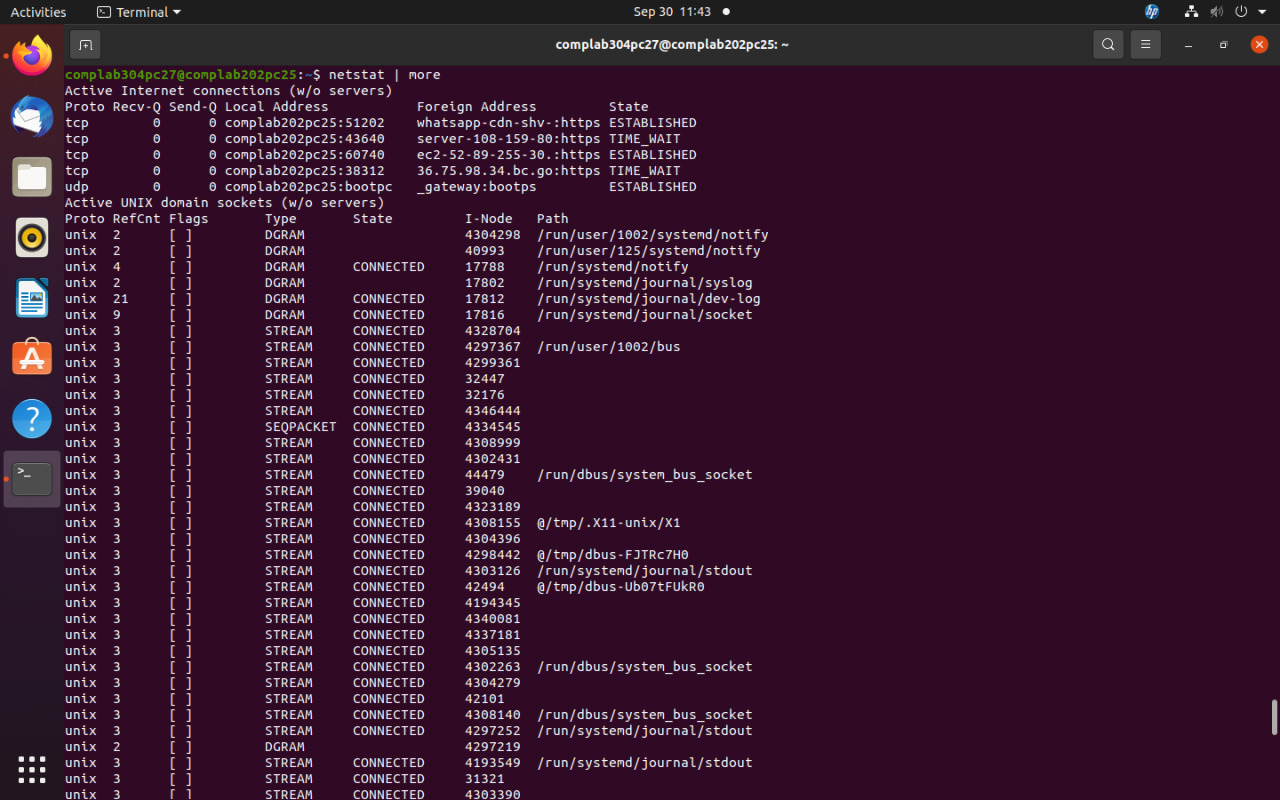 Activities
Terminal
Sep 30 11:43
complab304pc27@complab202pc25: ~
complab304pc27@complab202pc25:~$ netstat | more
Active Internet connections (w/o servers)
Proto Recv-Q Send-Q Local Address           Foreign Address         State
tcp        0      0 complab202pc25:51202    whatsapp-cdn-shv-:https ESTABLISHED
tcp        0      0 complab202pc25:43640    server-108-159-80:https TIME_WAIT
tcp        0      0 complab202pc25:60740    ec2-52-89-255-30.:https ESTABLISHED
tcp        0      0 complab202pc25:38312    36.75.98.34.bc.go:https TIME_WAIT
udp        0      0 complab202pc25:bootpc   _gateway:bootps         ESTABLISHED
Active UNIX domain sockets (w/o servers)
Proto RefCnt Flags       Type       State         I-Node   Path
unix  2      [ ]         DGRAM                    4304298  /run/user/1002/systemd/notify
unix  2      [ ]         DGRAM                    40993    /run/user/125/systemd/notify
unix  4      [ ]         DGRAM      CONNECTED     17788    /run/systemd/notify
unix  2      [ ]         DGRAM                    17802    /run/systemd/journal/syslog
unix  21     [ ]         DGRAM      CONNECTED     17812    /run/systemd/journal/dev-log
unix  9      [ ]         DGRAM      CONNECTED     17816    /run/systemd/journal/socket
unix  3      [ ]         STREAM     CONNECTED     4328704
unix  3      [ ]         STREAM     CONNECTED     4297367  /run/user/1002/bus
unix  3      [ ]         STREAM     CONNECTED     4299361
unix  3      [ ]         STREAM     CONNECTED     32447
unix  3      [ ]         STREAM     CONNECTED     32176
unix  3      [ ]         STREAM     CONNECTED     4346444
unix  3      [ ]         SEQPACKET  CONNECTED     4334545
unix  3      [ ]         STREAM     CONNECTED     4308999
unix  3      [ ]         STREAM     CONNECTED     4302431
unix  3      [ ]         STREAM     CONNECTED     44479    /run/dbus/system_bus_socket
unix  3      [ ]         STREAM     CONNECTED     39040
unix  3      [ ]         STREAM     CONNECTED     4323189
unix  3      [ ]         STREAM     CONNECTED     4308155  @/tmp/.X11-unix/X1
unix  3      [ ]         STREAM     CONNECTED     4304396
unix  3      [ ]         STREAM     CONNECTED     4298442  @/tmp/dbus-FJTRc7H0
unix  3      [ ]         STREAM     CONNECTED     4303126  /run/systemd/journal/stdout
unix  3      [ ]         STREAM     CONNECTED     42494    @/tmp/dbus-Ub07tFUkR0
unix  3      [ ]         STREAM     CONNECTED     4194345
unix  3      [ ]         STREAM     CONNECTED     4340081
unix  3      [ ]         STREAM     CONNECTED     4337181
unix  3      [ ]         STREAM     CONNECTED     4305135
unix  3      [ ]         STREAM     CONNECTED     4302263  /run/dbus/system_bus_socket
unix  3      [ ]         STREAM     CONNECTED     4304279
unix  3      [ ]         STREAM     CONNECTED     42101
unix  3      [ ]         STREAM     CONNECTED     4308140  /run/dbus/system_bus_socket
unix  3      [ ]         STREAM     CONNECTED     4297252  /run/systemd/journal/stdout
unix  2      [ ]         DGRAM                    4297219
unix  3      [ ]         STREAM     CONNECTED     4193549  /run/systemd/journal/stdout
unix  3      [ ]         STREAM     CONNECTED     31321
unix  3      [ ]         STREAM     CONNECTED     4303390